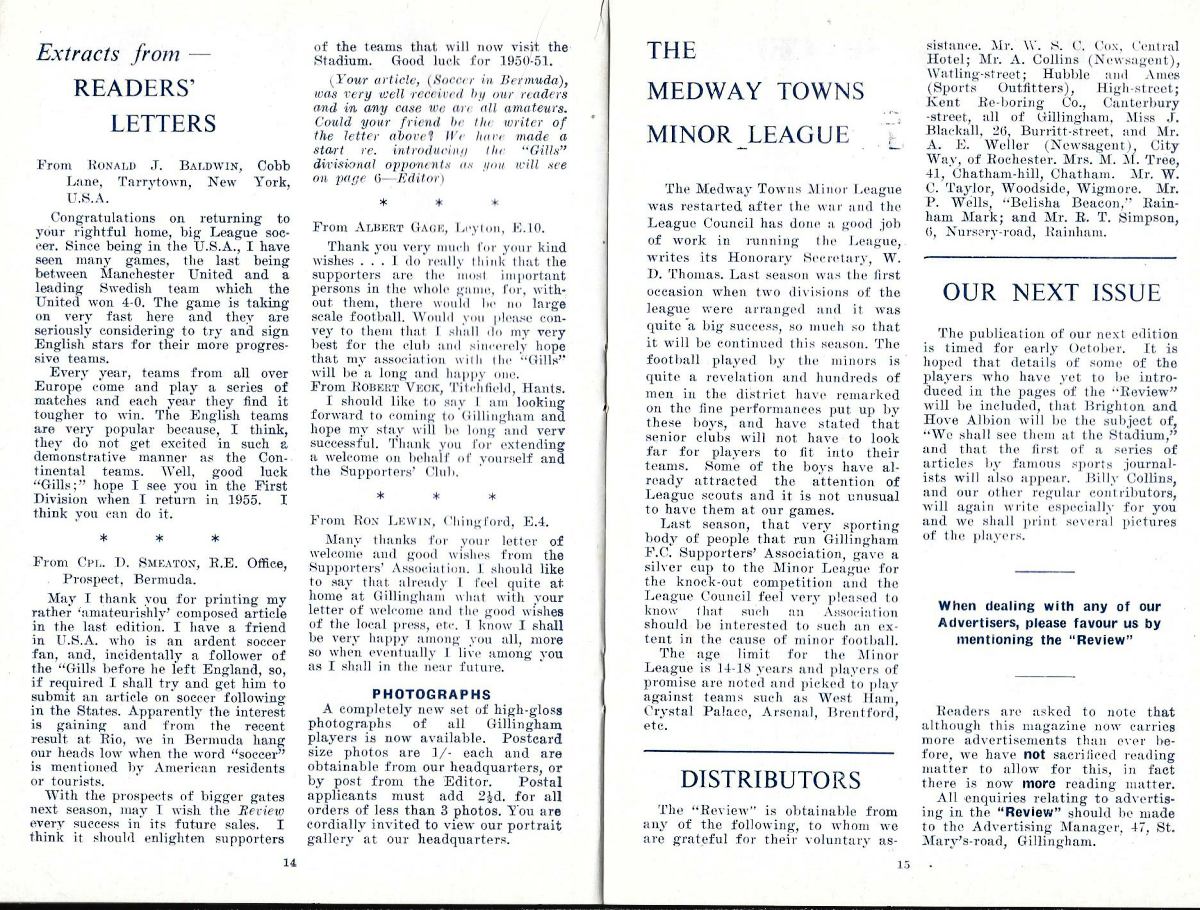 Extracts from —
READERS'
LETTERS
From RONALD J. BALDWIN, Cobb
Lane, Tarrytown, New York,
U.S.A.
Congratulations on returning to
your rightful home, big League soc-
cer. Since being in the U.S.A., I have
seen many games, the last being
between Manchester United and a
leading Swedish team which the
United won 4-0. The game is taking
on very fast here and they are
seriously considering to try and sign
English stars for their more progres-
sive teams.
Every year, teams from all over
Europe come and play a series of
matches and each year they find it
tougher to win. The English teams
are very popular because, I think,
they do not get excited in such a
demonstrative manner as the Con-
tinental teams. Well, good luck
"Gills;" hope I see you in the First
Division when I return in 1955. I
think you can do it.
* * *
From CPL. D. SMEATON, R.E. Office,
Prospect, Bermuda.
May I thank you for printing my
rather 'amateurishly' composed article
in the last edition. I have a friend
in U.S.A. who is an ardent soccer
fan, and, incidentally a follower of
the "Gills before he left England, so,
if required I shall try and get him to
submit an article on soccer following
in the States. Apparently the interest
is gaining and from the recent
result at Rio, we in Bermuda hang
our heads low when the word "soccer"
is mentioned by American residents
or tourists.
With the prospects of bigger gates
next season, may I wish the Review
every success in its future sales. I
think it should enlighten supporters
of the teams that will now visit the
Stadium. Good luck for 1950-51.
(Your article, (Soccer in Bermuda),
was very well received by our readers
and in any case we are all amateurs.
Could your friend be the writer of
the letter above? We have made a
start re. introducing the "Gills"
divisional opponents as you will see
on page 6—Editor)
* * *
From ALBERT GAGE, Leyton, E.10.
Thank you very much for your kind
wishes . . . I do really think that the
supporters are the most important
persons in the whole game, for, with-
out them, there would be no large
scale football. Would you please con-
vey to them that I shall do my very
best for the club and sincerely hope
that my association with the "Gills"
will be a long and happy one.
From ROBERT VECK, Titchfield, Hants.
I should like to say I am looking
forward to coming to Gillingham and
hope my stay will be long and very
successful. Thank you for extending
a welcome on behalf of yourself and
the Supporters' Club.
* * *
From RON LEWIN, Chingford, E.4.
Many thanks for your letter of
welcome and good wishes from the
Supporters' Association. I should like
to say that already I feel quite at
home at Gillingham what with your
letter of welcome and the good wishes
of the local press, etc. I know I shall
be very happy among you all, more
so when eventually I live among you
as I shall in the near future.
PHOTOGRAPHS
A completely new set of high-gloss
photographs of all Gillingham
players is now available. Postcard
size photos are 1/- each and are
obtainable from our headquarters, or
by post from the Editor. Postal
applicants must add 2½d. for all
orders of less than 3 photos. You are
cordially invited to view our portrait
gallery at our headquarters.
14
THE
MEDWAY TOWNS
MINOR LEAGUE
The Medway Towns Minor League
was restarted after the war and the
League Council has done a good job
of work in running the League,
writes its Honorary Secretary, W.
D. Thomas. Last season was the first
occasion when two divisions of the
league were arranged and it was
quite a big success, so much so that
it will be continued this season. The
football played by the minors is
quite a revelation and hundreds of
men in the district have remarked
on the fine performances put up by
these boys, and have stated that
senior clubs will not have to look
far for players to fit into their
teams. Some of the boys have al-
ready attracted the attention of
League scouts and it is not unusual
to have them at our games.
Last season, that very sporting
body of people that run Gillingham
F.C. Supporters' Association, gave a
silver cup to the Minor League for
the knock-out competition and the
League Council feel very pleased to
know that such an Association
should be interested to such an ex-
tent in the cause of minor football.
The age limit for the Minor
League is 14-18 years and players of
promise are noted and picked to play
against teams such as West Ham,
Crystal Palace, Arsenal, Brentford,
etc.
DISTRIBUTORS
The "Review" is obtainable from
any of the following, to whom we
are grateful for their voluntary as-
sistance. Mr. W. S. C. Cox, Central
Hotel; Mr. A. Collins (Newsagent),
Watling-street; Hubble and Ames
(Sports Outfitters), High-street;
Kent Re-boring Co., Canterbury
-street, all of Gillingham, Miss J.
Blackall, 26, Burritt-street, and Mr.
A. E. Weller (Newsagent), City
Way, of Rochester. Mrs. M. M. Tree,
41, Chatham-hill, Chatham. Mr. W.
C. Taylor, Woodside, Wigmore. Mr.
P. Wells, "Belisha Beacon," Rain-
ham Mark; and Mr. R. T. Simpson,
6, Nursery-road, Rainham.
OUR NEXT ISSUE
The publication of our next edition
is timed for early October. It is
hoped that details of some of the
players who have yet to be intro-
duced in the pages of the "Review"
will be included, that Brighton and
Hove Albion will be the subject of,
"We shall see them at the Stadium,"
and that the first of a series of
articles by famous sports journal-
ists will also appear. Billy Collins,
and our other regular contributors,
will again write especially for you
and we shall print several pictures
of the players.
When dealing with any of our
Advertisers, please favour us by
mentioning the "Review"
Readers are asked to note that
although this magazine now carries
more advertisements than ever be-
fore, we have not sacrificed reading
matter to allow for this, in fact
there is now more reading matter.
All enquiries relating to advertis-
ing in the "Review" should be made
to the Advertising Manager, 47, St.
Mary's-road, Gillingham.
15